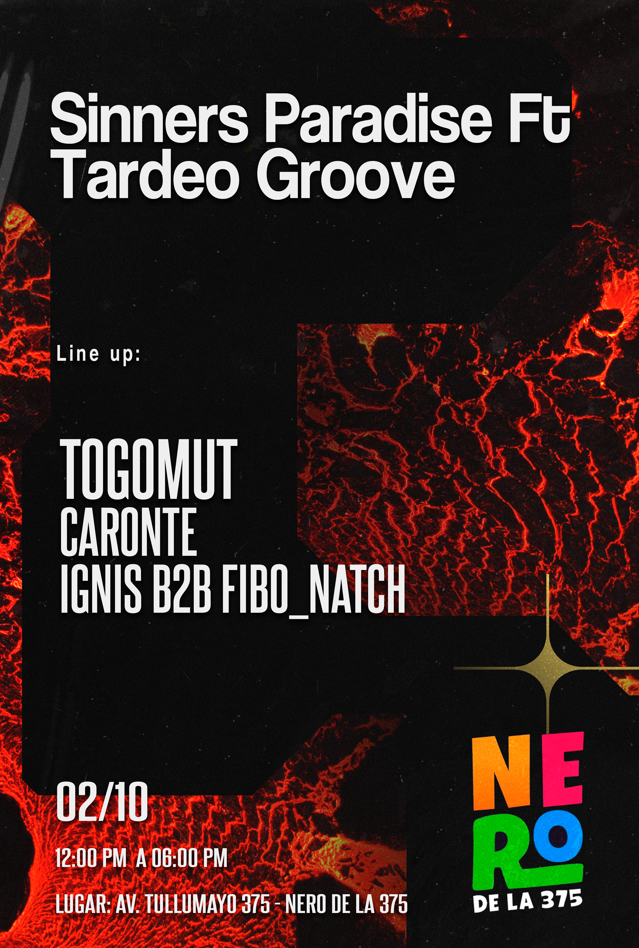 Sinners Paradise Ft
Tardeo Groove
Line up:
TOGOMUT
CARONTE
IGNIS B2B FIBO_NATCH
02/10
12:00 PM A 06:00 PM
LUGAR: AV. TULLUMAYO 375 - NERO DE LA 375
NE
RO
DE LA 375